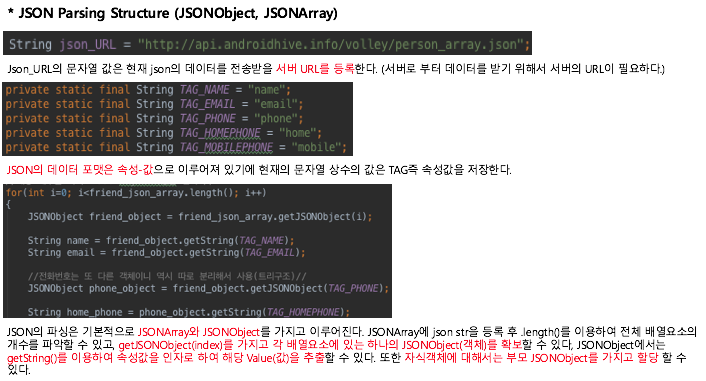 * JSON Parsing Structure (JSONObject, JSONArray)
String json_URL = "http://api.androidhive.info/volley/person_array.json";
Json_URL의 문자열 값은 현재 json의 데이터를 전송받을 서버 URL를 등록한다. (서버로 부터 데이터를 받기 위해서 서버의 URL이 필요하다.)
private static final String TAG_NAME = "name";
private static final String TAG_EMAIL = "email";
private static final String TAG_PHONE = "phone";
private static final String TAG_HOMEPHONE = "home";
private static final String TAG_MOBILEPHONE = "mobile";
JSON의 데이터 포맷은 속성-값으로 이루어져 있기에 현재의 문자열 상수의 값은 TAG즉 속성값을 저장한다.
for(int i=0; i<friend_json_array.length(); i++)
{
JSONObject friend_object = friend_json_array.getJSONObject(i);
String name = friend_object.getString(TAG_NAME);
String email = friend_object.getString(TAG_EMAIL);
//전화번호는 또 다른 객체이니 역시 따로 분리해서 사용(트리구조)//
JSONObject phone_object = friend_object.getJSONObject(TAG_PHONE);
String home_phone = phone_object.getString(TAG_HOMEPHONE);
JSON의 파싱은 기본적으로 JSONArray와 JSONObject를 가지고 이루어진다. JSONArray에 json str을 등록 후 .length()를 이용하여 전체 배열요소의
개수를 파악할 수 있고, getJSONObject(index)를 가지고 각 배열요소에 있는 하나의 JSONObject(객체)를 확보할 수 있다, JSONObject에서는
getString()를 이용하여 속성값을 인자로 하여 해당 Value(값)을 추출할 수 있다. 또한 자식객체에 대해서는 부모 JSONObject를 가지고 할당 할 수
있다.